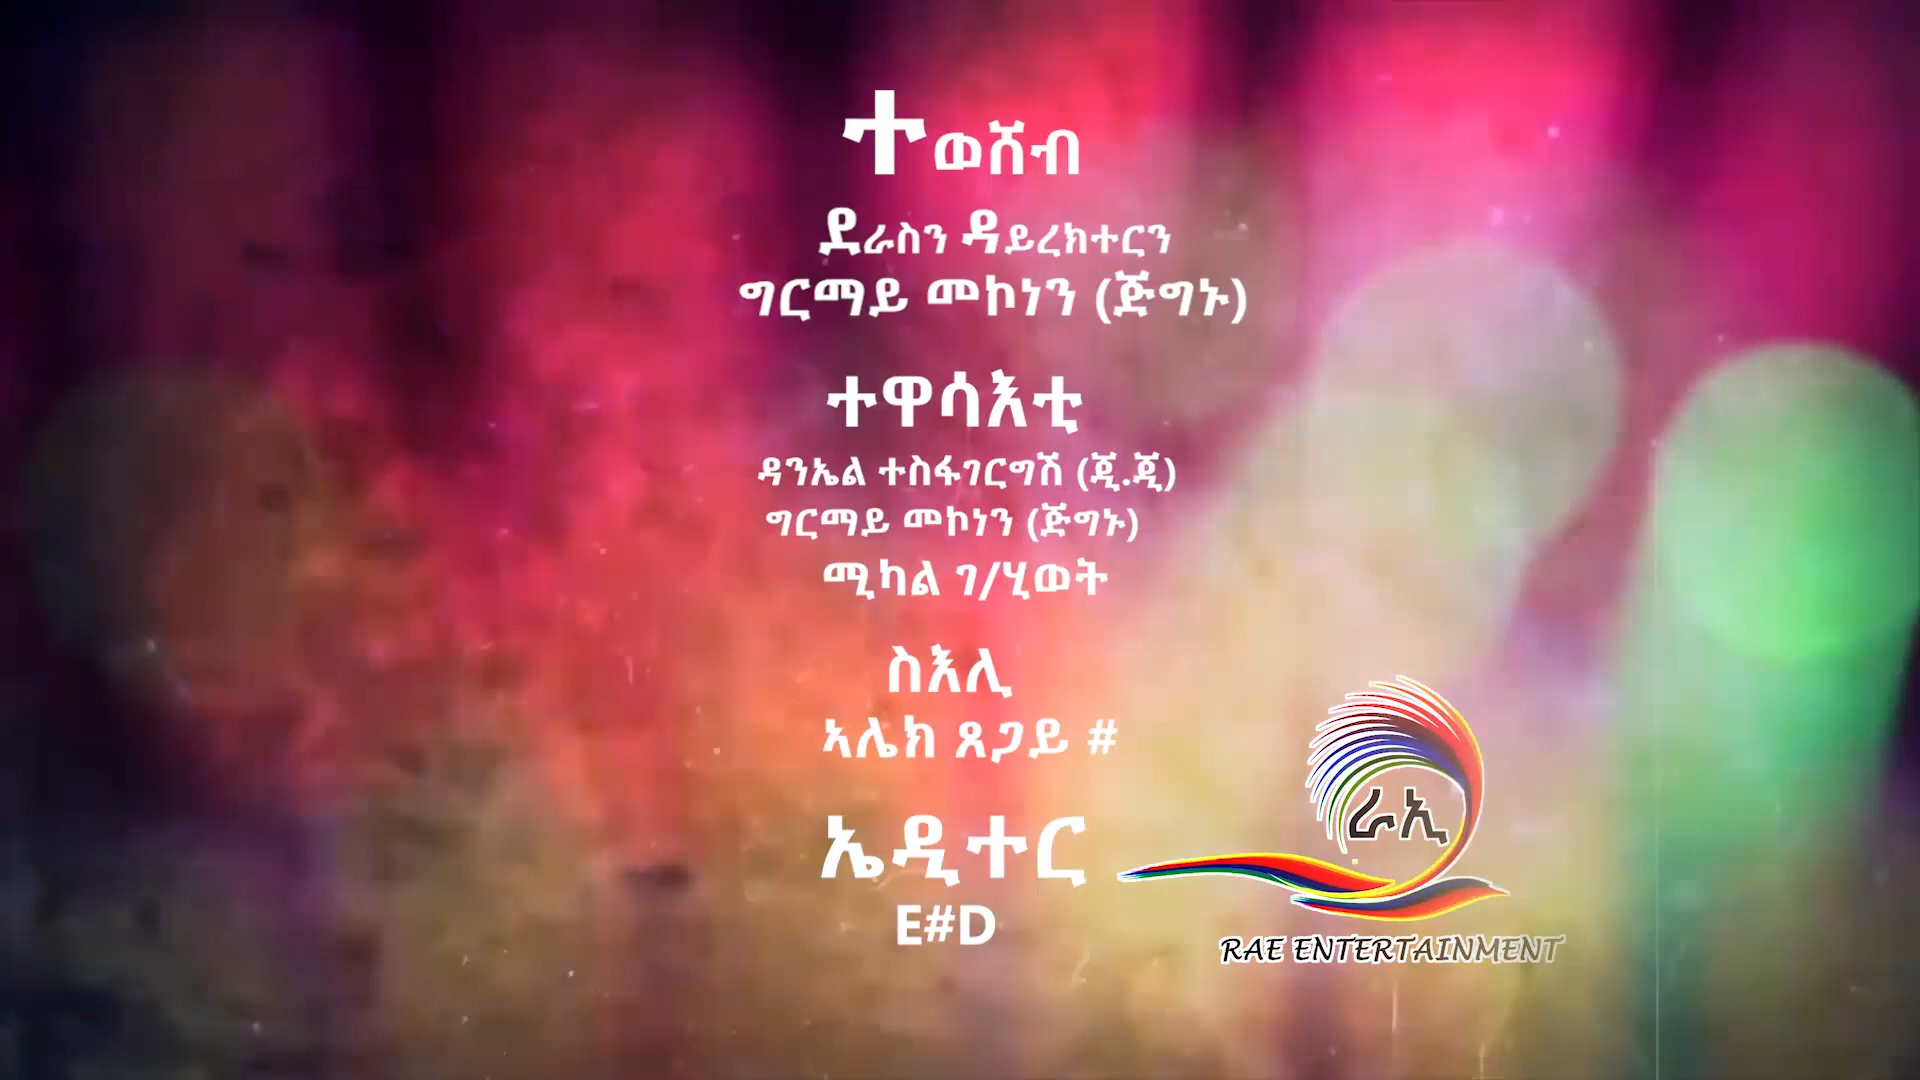 ተወሸብ
ደራስን ዳይረክተርን
ግርማይ መኮነን (ጅግኑ)
ተዋሳእቲ
ዳንኤል ተስፋገርግሽ (ጂ.ጂ)
ግርማይ መኮነን (ጅግኑ)
ሚካል ገ/ሂወት
ስእሊ
ኣሌክ ጸጋይ #
ኤዲተር
E#D
ራኢ
RAE ENTERTAINMENT